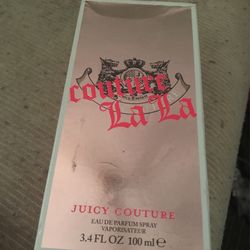 couture
La La
JUICY COUTURE
EAU DE PARFUM SPRAY
VAPORISATEUR
3.4 FL OZ 100 ml e